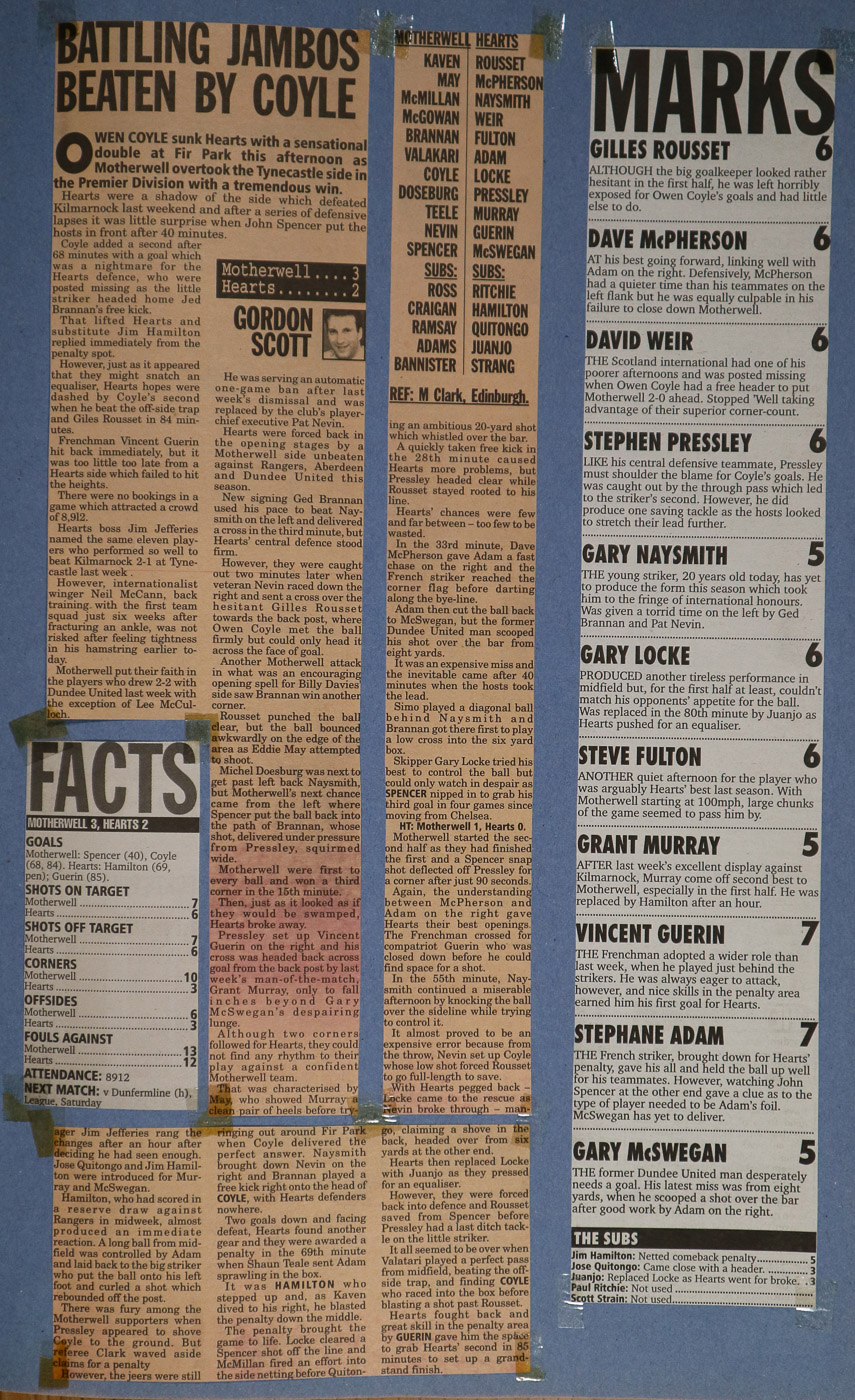 BATTLING JAMBOS
BEATEN BY COYLE
OWEN COYLE sunk Hearts with a sensational
double at Fir Park this afternoon as
Motherwell overtook the Tynecastle side in
the Premier Division with a tremendous win.
Hearts were a shadow of the side which defeated
Kilmarnock last weekend and after a series of defensive
lapses it was little surprise when John Spencer put the
hosts in front after 40 minutes.
Coyle added a second after
68 minutes with a goal which
was a nightmare for the
Hearts defence, who were
posted missing as the little
striker headed home Jed
Brannan's free kick.
That lifted Hearts and
substitute Jim Hamilton
replied immediately from the
penalty spot.
However, just as it appeared
that they might snatch an
equaliser, Hearts hopes were
dashed by Coyle's second
when he beat the off-side trap
and Giles Rousset in 84 min-
utes.
Frenchman Vincent Guerin
hit back immediately, but it
was too little too late from a
Hearts side which failed to hit
the heights.
There were no bookings in a
game which attracted a crowd
of 8,912.
Hearts boss Jim Jefferies
named the same eleven play-
ers who performed so well to
beat Kilmarnock 2-1 at Tyne-
castle last week .
However, internationalist
winger Neil McCann, back
training. with the first team
squad just six weeks after
fracturing an ankle, was not
risked after feeling tightness
in his hamstring earlier to-
day.
Motherwell put their faith in
the players who drew 2-2 with
Dundee United last week with
the exception of Lee McCul-
loch.
Motherwell....3
Hearts........2
GORDON
SCOTT
He was serving an automatic
one-game ban after last
week's dismissal and was
replaced by the club's player-
chief executive Pat Nevin.
Hearts were forced back in
the opening stages by a
Motherwell side unbeaten
against Rangers, Aberdeen
and Dundee United this
season.
New signing Ged Brannan
used his pace to beat Nay-
smith on the left and delivered
a cross in the third minute, but
Hearts' central defence stood
firm.
However, they were caught
out two minutes later when
veteran Nevin raced down the
right and sent a cross over the
hesitant Gilles Rousset
towards the back post, where
Owen Coyle met the ball
firmly but could only head it
across the face of goal.
Another Motherwell attack
in what was an encouraging
opening spell for Billy Davies'
side saw Brannan win another
corner.
Rousset punched the ball
clear, but the ball bounced
awkwardly on the edge of the
area as Eddie May attempted
to shoot.
Michel Doesburg was next to
get past left back Naysmith,
but Motherwell's next chance
came from the left where
Spencer put the ball back into
the path of Brannan, whose
shot, delivered under pressure
from Pressley, squirmed
wide.
Motherwell were first to
every ball and won a third
corner in the 15th minute.
Then, just as it looked as if
they would be swamped,
Hearts broke away.
Pressley set up Vincent
Guerin on the right and his
cross was headed back across
goal from the back post by last
week's man-of-the-match,
Grant Murray, only to fall
inches beyond Gary
McSwegan's despairing
lunge.
Although two corners
followed for Hearts, they could
not find any rhythm to their
play against a confident
Motherwell team.
That was characterised by
May, who showed Murray a
clean pair of heels before try-
MOTHERWELL HEARTS
KAVEN ROUSSET
MAY McPHERSON
McMILLAN NAYSMITH
McGOWAN WEIR
BRANNAN FULTON
VALAKARI ADAM
COYLE LOCKE
DOSEBURG PRESSLEY
TEELE MURRAY
NEVIN GUERIN
SPENCER McSWEGAN
SUBS: SUBS:
ROSS RITCHIE
CRAIGAN HAMILTON
RAMSAY QUITONGO
ADAMS JUANJO
BANNISTER STRANG
REF: M Clark, Edinburgh.
ing an ambitious 20-yard shot
which whistled over the bar.
A quickly taken free kick in
the 28th minute caused
Hearts more problems, but
Pressley headed clear while
Rousset stayed rooted to his
line.
Hearts' chances were few
and far between – too few to be
wasted.
In the 33rd minute, Dave
McPherson gave Adam a fast
chase on the right and the
French striker reached the
corner flag before darting
along the bye-line.
Adam then cut the ball back
to McSwegan, but the former
Dundee United man scooped
his shot over the bar from
eight yards.
It was an expensive miss and
the inevitable came after 40
minutes when the hosts took
the lead.
Simo played a diagonal ball
behind Naysmith and
Brannan got there first to play
a low cross into the six yard
box.
Skipper Gary Locke tried his
best to control the ball but
could only watch in despair as
SPENCER nipped in to grab his
third goal in four games since
moving from Chelsea.
HT: Motherwell 1, Hearts 0.
Motherwell started the sec-
ond half as they had finished
the first and a Spencer snap
shot deflected off Pressley for
a corner after just 90 seconds.
Again, the understanding
between McPherson and
Adam on the right gave
Hearts their best openings.
The Frenchman crossed for
compatriot Guerin who was
closed down before he could
find space for a shot.
In the 55th minute, Nay-
smith continued a miserable
afternoon by knocking the ball
over the sideline while trying
to control it.
It almost proved to be an
expensive error because from
the throw, Nevin set up Coyle
whose low shot forced Rousset
to go full-length to save.
With Hearts pegged back –
Locke came to the rescue as
Nevin broke through – man-
FACTS
MOTHERWELL 3, HEARTS 2
GOALS
Motherwell: Spencer (40), Coyle
(68, 84). Hearts: Hamilton (69,
pen); Guerin (85).
SHOTS ON TARGET
Motherwell 7
Hearts 6
SHOTS OFF TARGET
Motherwell 7
Hearts 6
CORNERS
Motherwell 10
Hearts 3
OFFSIDES
Motherwell 6
Hearts 3
FOULS AGAINST
Motherwell 13
Hearts 12
ATTENDANCE: 8912
NEXT MATCH: v Dunfermline (h),
League, Saturday
ager Jim Jefferies rang the
changes after an hour after
deciding he had seen enough.
Jose Quitongo and Jim Hamil-
ton were introduced for Mur-
ray and McSwegan.
Hamilton, who had scored in
a reserve draw against
Rangers in midweek, almost
produced an immediate
reaction. A long ball from mid-
field was controlled by Adam
and laid back to the big striker
who put the ball onto his left
foot and curled a shot which
rebounded off the post.
There was fury among the
Motherwell supporters when
Pressley appeared to shove
Coyle to the ground. But
referee Clark waved aside
claims for a penalty
However, the jeers were still
ringing out around Fir Park
when Coyle delivered the
perfect answer. Naysmith
brought down Nevin on the
right and Brannan played a
free kick right onto the head of
COYLE, with Hearts defenders
nowhere.
Two goals down and facing
defeat, Hearts found another
gear and they were awarded a
penalty in the 69th minute
when Shaun Teale sent Adam
sprawling in the box.
It was HAMILTON who
stepped up and, as Kaven
dived to his right, he blasted
the penalty down the middle.
The penalty brought the
game to life. Locke cleared a
Spencer shot off the line and
McMillan fired an effort into
the side netting before Quiton-
go, claiming a shove in the
back, headed over from six
yards at the other end.
Hearts then replaced Locke
with Juanjo as they pressed
for an equaliser.
However, they were forced
back into defence and Rousset
saved from Spencer before
Pressley had a last ditch tack-
le on the little striker.
It all seemed to be over when
Valatari played a perfect pass
from midfield, beating the off-
side trap, and finding COYLE
who raced into the box before
blasting a shot past Rousset.
Hearts fought back and
great skill in the penalty area
by GUERIN gave him the space
to grab Hearts' second in 85
minutes to set up a grand-
stand finish.
MARKS
GILLES ROUSSET 6
ALTHOUGH the big goalkeeper looked rather
hesitant in the first half, he was left horribly
exposed for Owen Coyle's goals and had little
else to do.
DAVE McPHERSON 6
AT his best going forward, linking well with
Adam on the right. Defensively, McPherson
had a quieter time than his teammates on the
left flank but he was equally culpable in his
failure to close down Motherwell.
DAVID WEIR 6
THE Scotland international had one of his
poorer afternoons and was posted missing
when Owen Coyle had a free header to put
Motherwell 2-0 ahead. Stopped 'Well taking
advantage of their superior corner-count.
STEPHEN PRESSLEY 6
LIKE his central defensive teammate, Pressley
must shoulder the blame for Coyle's goals. He
was caught out by the through pass which led
to the striker's second. However, he did
produce one saving tackle as the hosts looked
to stretch their lead further.
GARY NAYSMITH 5
THE young striker, 20 years old today, has yet
to produce the form this season which took
him to the fringe of international honours.
Was given a torrid time on the left by Ged
Brannan and Pat Nevin.
GARY LOCKE 6
PRODUCED another tireless performance in
midfield but, for the first half at least, couldn't
match his opponents' appetite for the ball.
Was replaced in the 80th minute by Juanjo as
Hearts pushed for an equaliser.
STEVE FULTON 6
ANOTHER quiet afternoon for the player who
was arguably Hearts' best last season. With
Motherwell starting at 100mph, large chunks
of the game seemed to pass him by.
GRANT MURRAY 5
AFTER last week's excellent display against
Kilmarnock, Murray come off second best to
Motherwell, especially in the first half. He was
replaced by Hamilton after an hour.
VINCENT GUERIN 7
THE Frenchman adopted a wider role than
last week, when he played just behind the
strikers. He was always eager to attack,
however, and nice skills in the penalty area
earned him his first goal for Hearts.
STEPHANE ADAM 7
THE French striker, brought down for Hearts'
penalty, gave his all and held the ball up well
for his teammates. However, watching John
Spencer at the other end gave a clue as to the
type of player needed to be Adam's foil.
McSwegan has yet to deliver.
GARY McSWEGAN 5
THE former Dundee United man desperately
needs a goal. His latest miss was from eight
yards, when he scooped a shot over the bar
after good work by Adam on the right.
THE SUBS
Jim Hamilton: Netted comeback penalty 5
Jose Quitongo: Came close with a header. 3
Juanjo: Replaced Locke as Hearts went for broke. 3
Paul Ritchie: Not used
Scott Strain: Not used